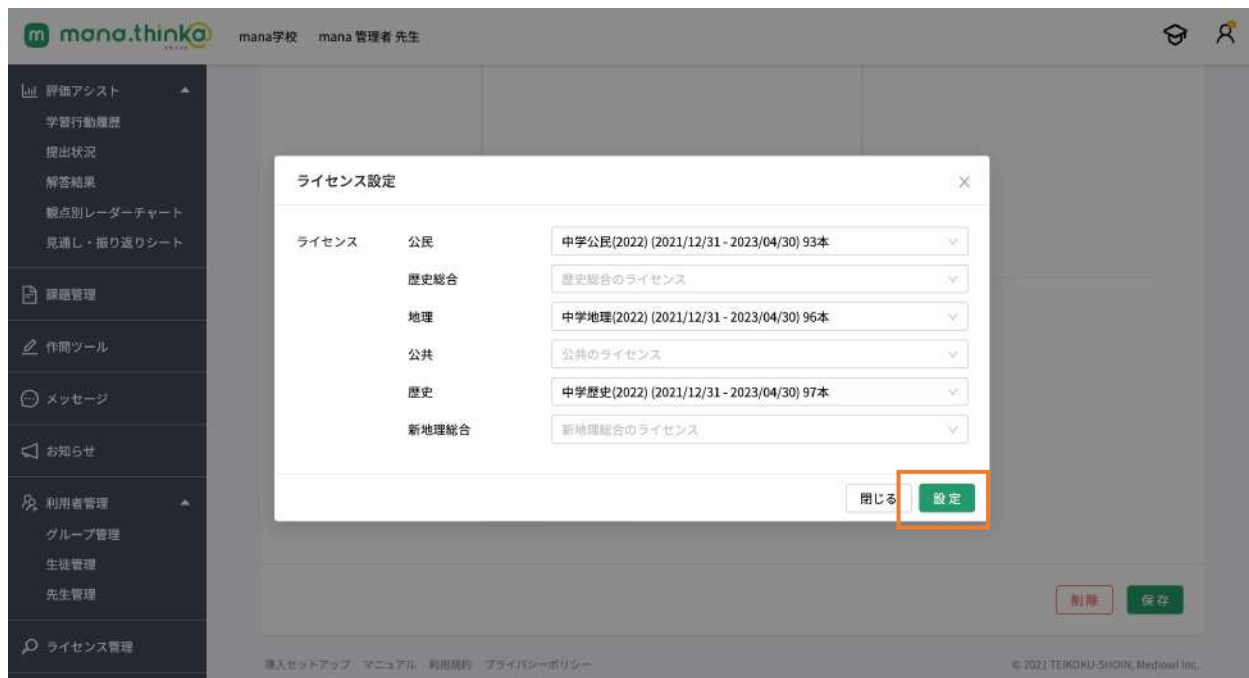 m mana.think@ mana学校 mana 管理者 先生
評価アシスト
学習行動履歴
提出状況
解答結果
観点別レーダーチャート
見通し・振り返りシート
課題管理
作問ツール
メッセージ
お知らせ
利用者管理
グループ管理
生徒管理
先生管理
ライセンス管理
ライセンス設定
ライセンス 公民 中学公民(2022) (2021/12/31 - 2023/04/30) 93本
歴史総合 歴史総合のライセンス
地理 中学地理(2022) (2021/12/31 - 2023/04/30) 96本
公共 公共のライセンス
歴史 中学歴史(2022) (2021/12/31 - 2023/04/30) 97本
新地理総合 新地理総合のライセンス
閉じる 設定
削除 保存
導入セットアップ マニュアル 利用規約 プライバシーポリシー © 2021 TEIKOKU-SHOIN, Mediowl Inc.